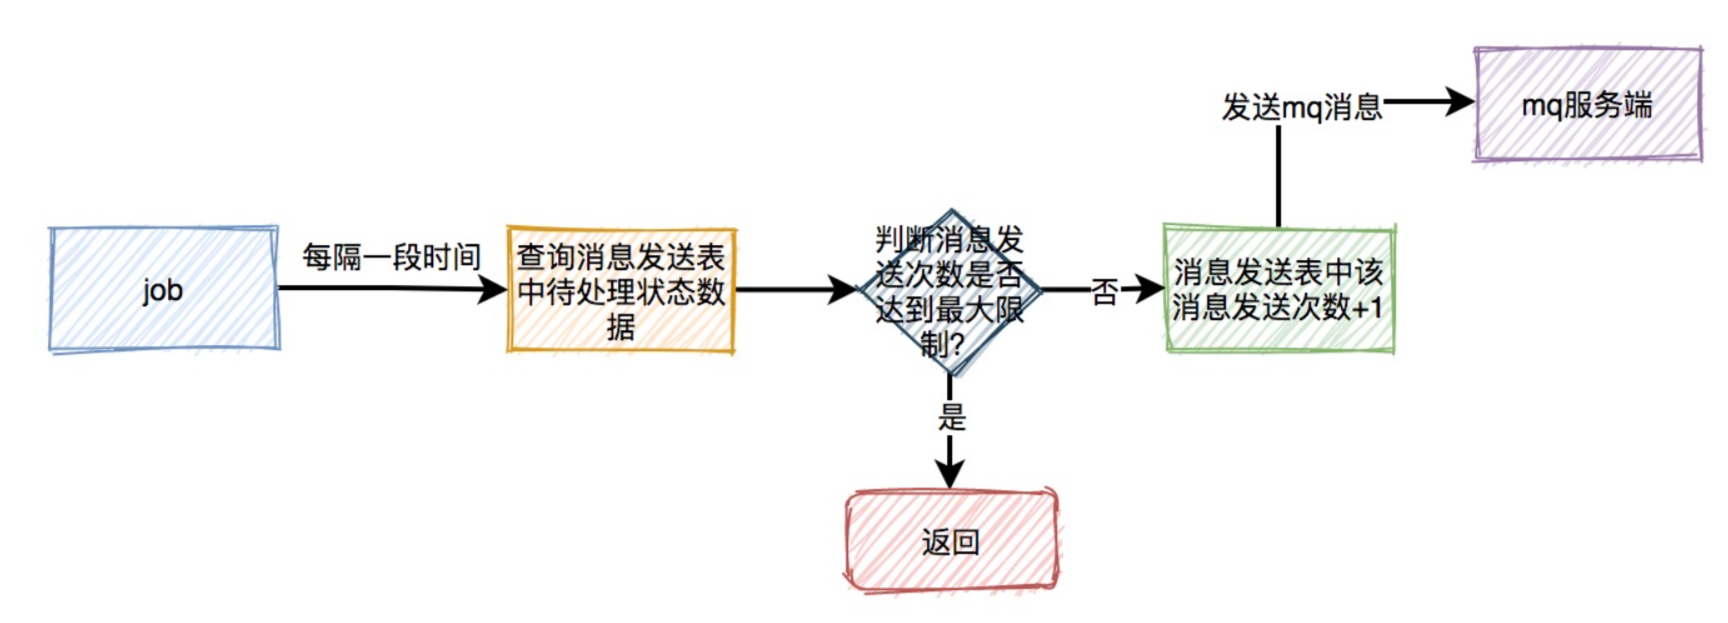 job
每隔一段时间
查询消息发送表
中待处理状态数
据
判断消息发
送次数是否
达到最大限
制?
是
返回
否
消息发送表中该
消息发送次数+1
发送mq消息
mq服务端